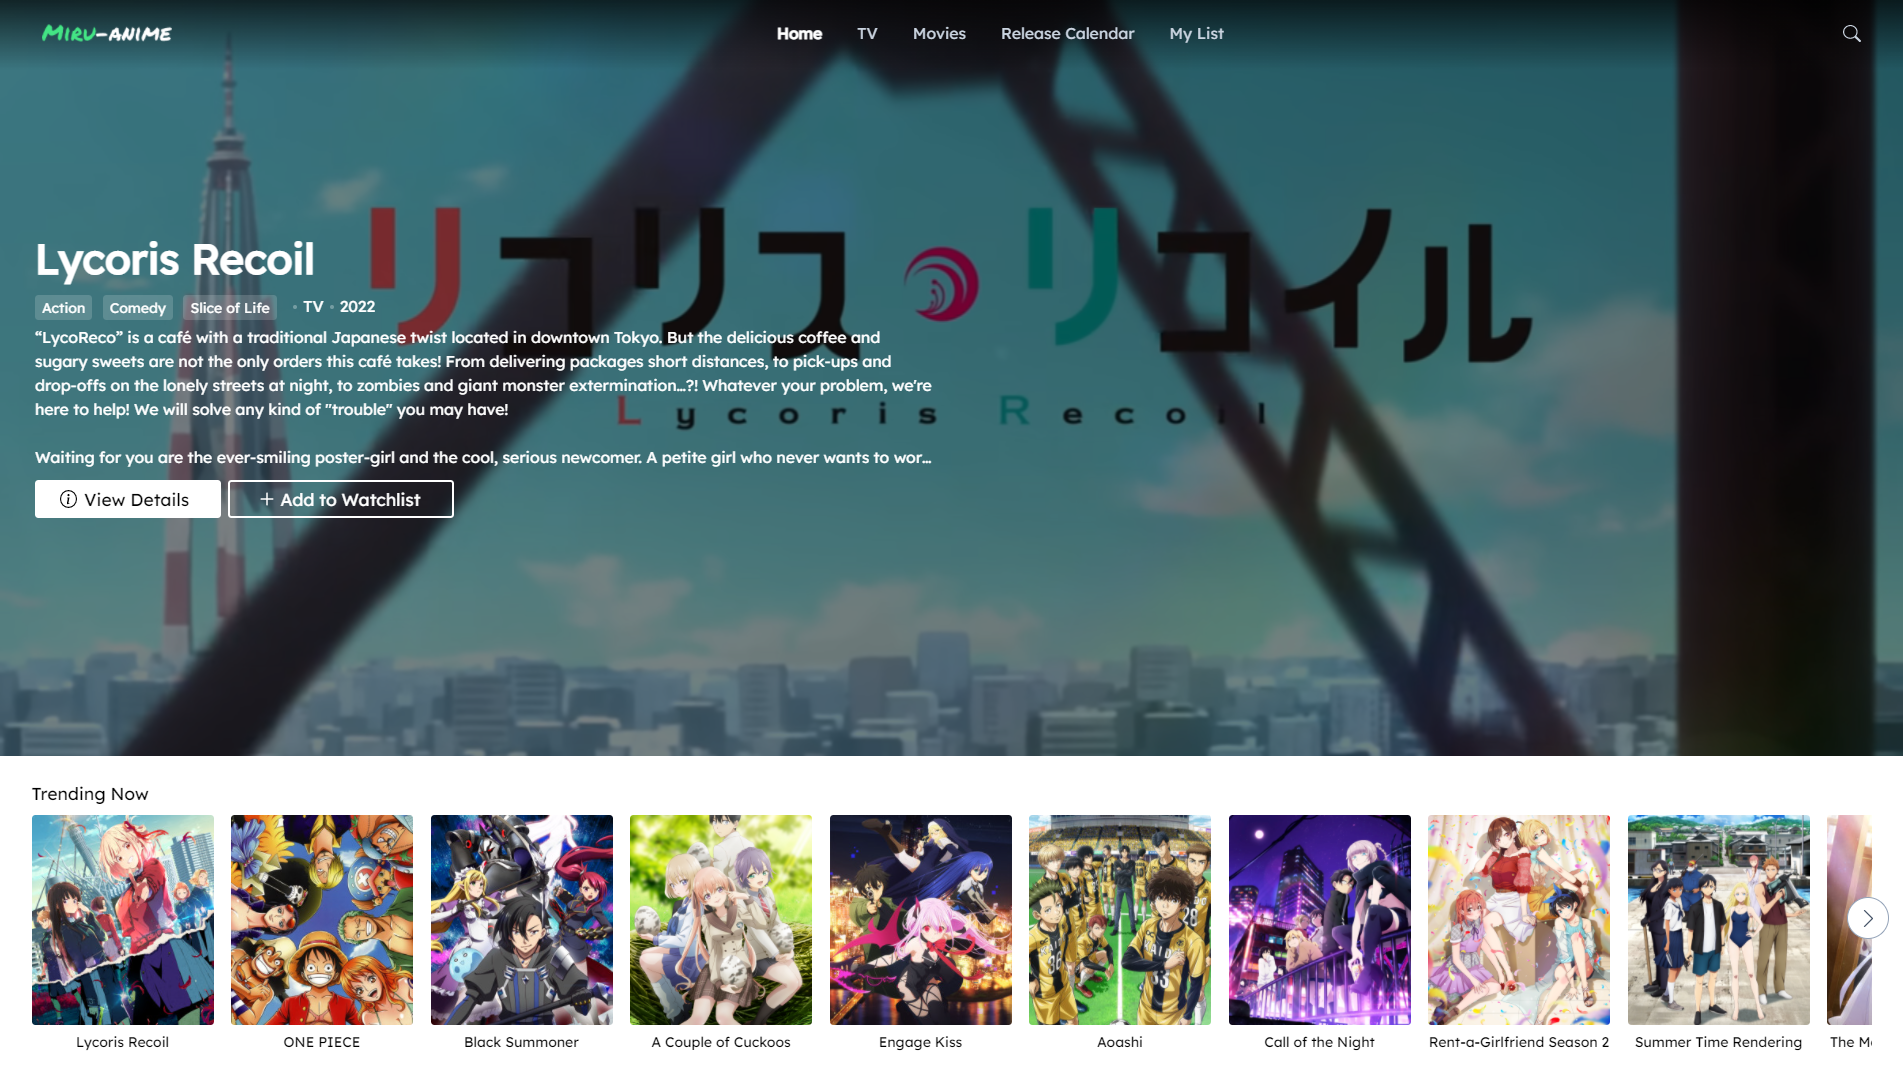 MIRU-ANIME
Home
TV
Movies
Release Calendar
My List
リコリス リコイル
Lycoris Recoil
Lycoris Recoil
Action
Comedy
Slice of Life
• TV • 2022
“LycoReco” is a café with a traditional Japanese twist located in downtown Tokyo. But the delicious coffee and
sugary sweets are not the only orders this café takes! From delivering packages short distances, to pick-ups and
drop-offs on the lonely streets at night, to zombies and giant monster extermination...?! Whatever your problem, we're
here to help! We will solve any kind of "trouble" you may have!
Waiting for you are the ever-smiling poster-girl and the cool, serious newcomer. A petite girl who never wants to wor...
View Details
+ Add to Watchlist
Trending Now
Lycoris Recoil
ONE PIECE
Black Summoner
A Couple of Cuckoos
Engage Kiss
Aoashi
Call of the Night
Rent-a-Girlfriend Season 2
Summer Time Rendering
The